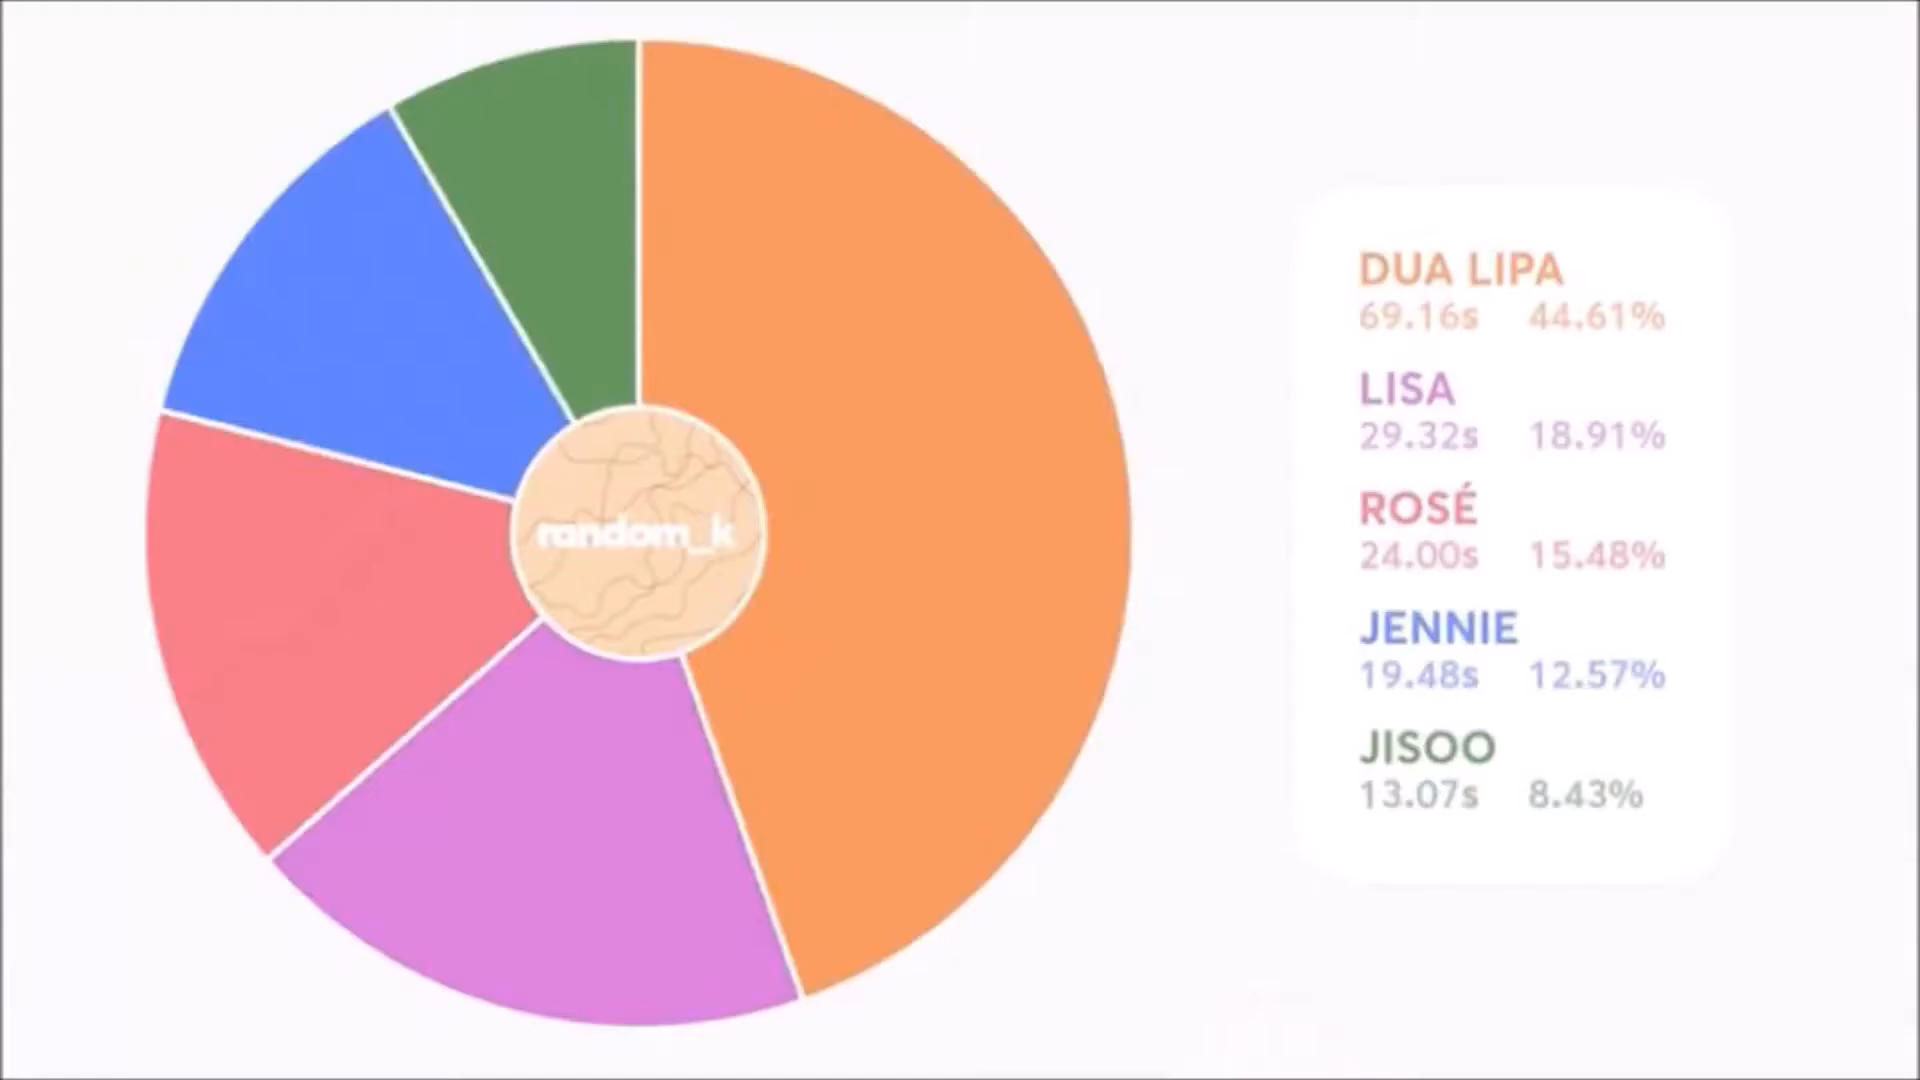 random_k
DUA LIPA
69.16s 44.61%
LISA
29.32s 18.91%
ROSÉ
24.00s 15.48%
JENNIE
19.48s 12.57%
JISOO
13.07s 8.43%